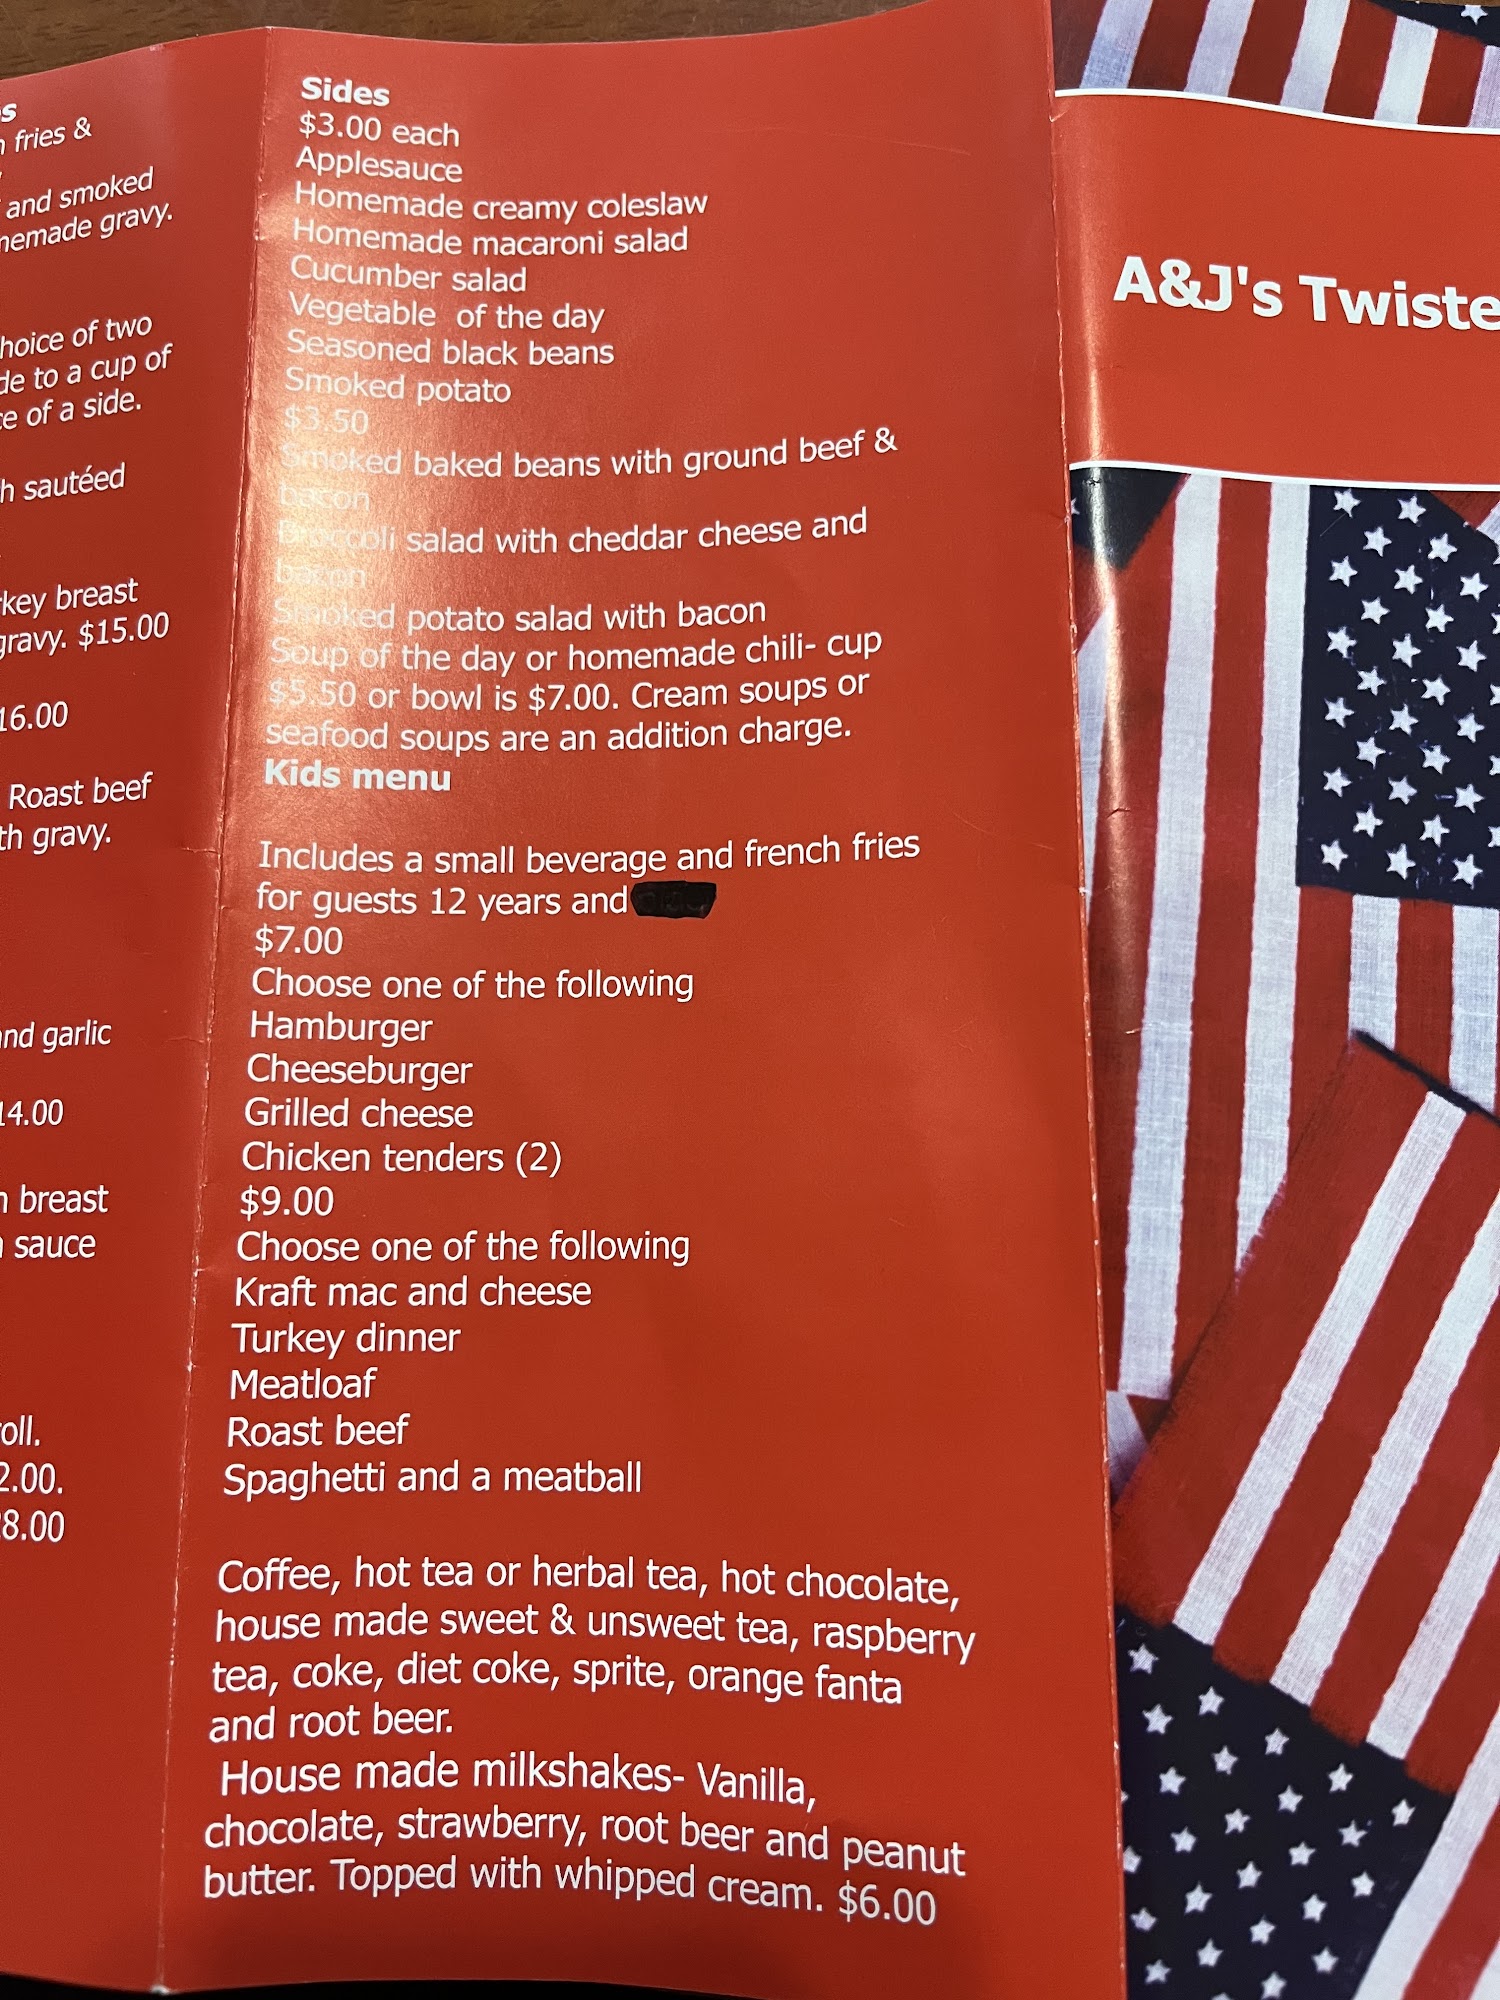 s
fries &
and smoked
gravy.
of two
to a cup of
of a side.
sautéed
breast
gravy. $15.00
16.00
Roast beef
gravy.
garlic
14.00
breast
sauce
roll.
2.00.
8.00
Sides
$3.00 each
Applesauce
Homemade creamy coleslaw
Homemade macaroni salad
Cucumber salad
Vegetable of the day
Seasoned black beans
Smoked potato
$3.50
Smoked baked beans with ground beef &
bacon
Broccoli salad with cheddar cheese and
bacon
Smoked potato salad with bacon
Soup of the day or homemade chili- cup
$5.50 or bowl is $7.00. Cream soups or
seafood soups are an addition charge.
Kids menu
Includes a small beverage and french fries
for guests 12 years and
$7.00
Choose one of the following
Hamburger
Cheeseburger
Grilled cheese
Chicken tenders (2)
$9.00
Choose one of the following
Kraft mac and cheese
Turkey dinner
Meatloaf
Roast beef
Spaghetti and a meatball
Coffee, hot tea or herbal tea, hot chocolate,
house made sweet & unsweet tea, raspberry
tea, coke, diet coke, sprite, orange fanta
and root beer.
House made milkshakes- Vanilla,
chocolate, strawberry, root beer and peanut
butter. Topped with whipped cream. $6.00
A&J's Twiste